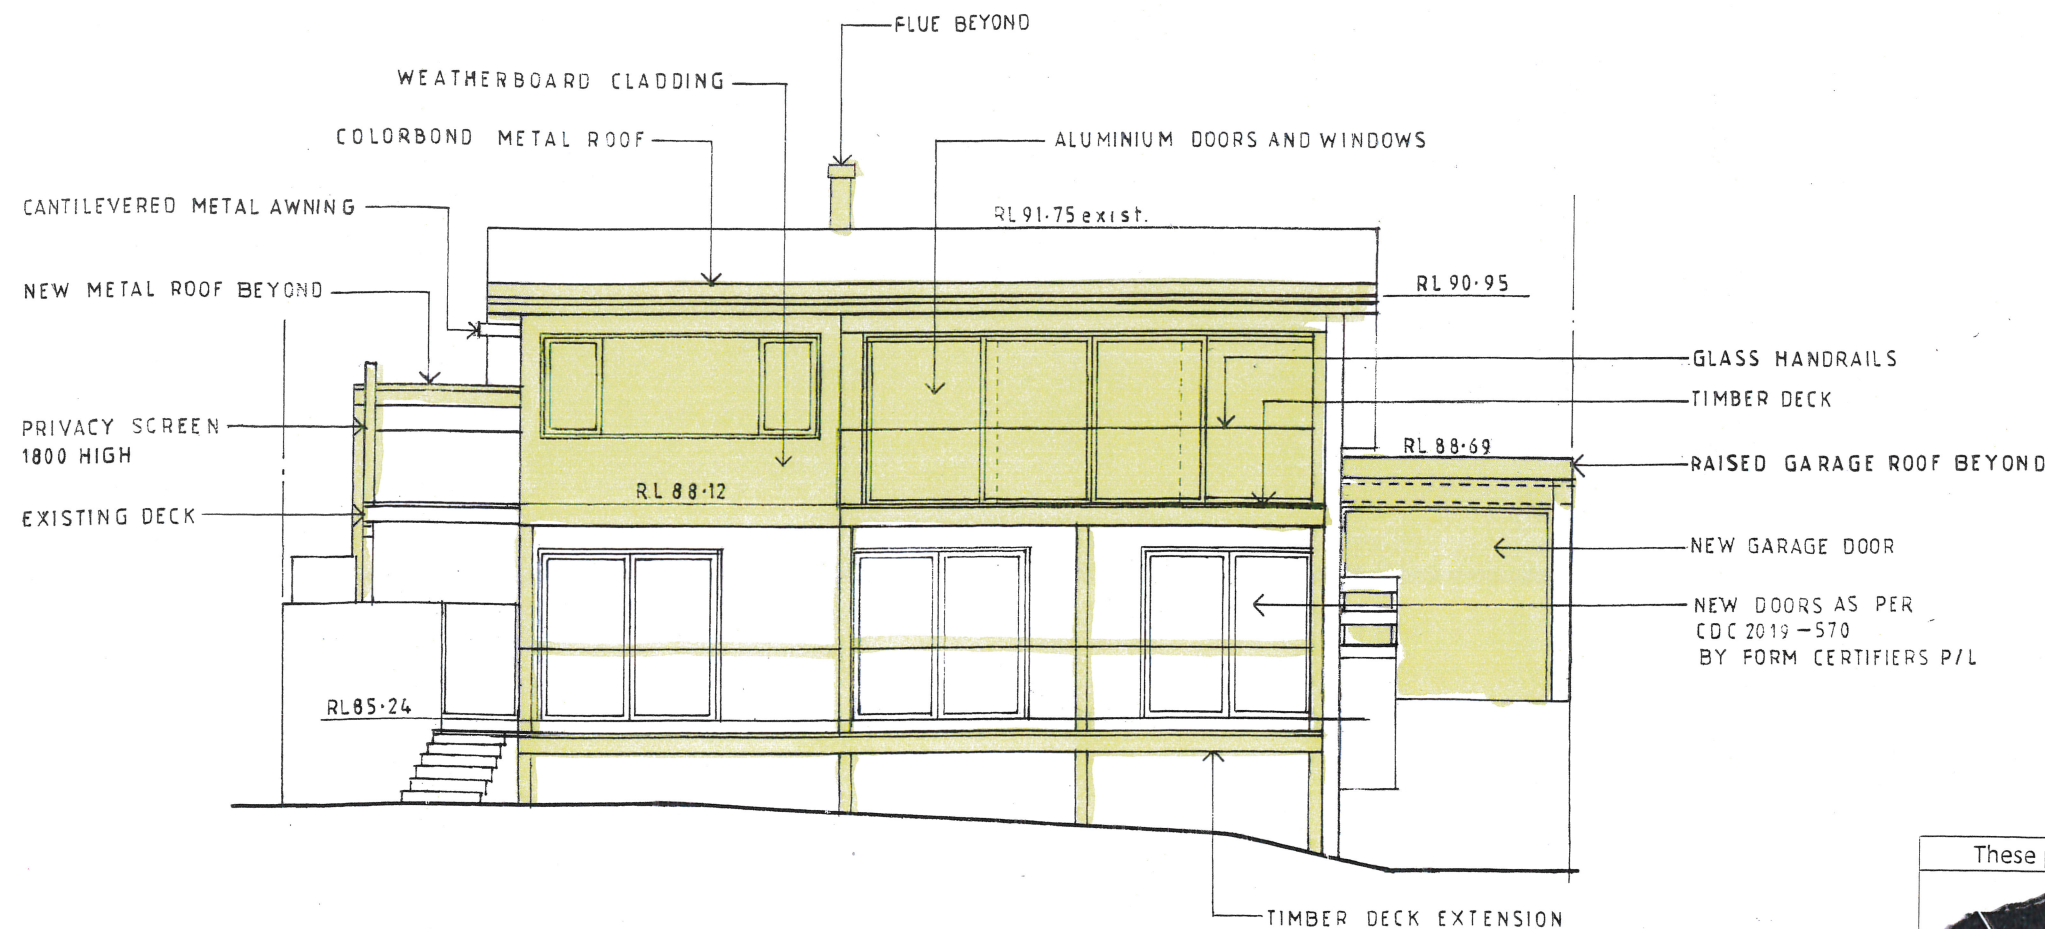 FLUE BEYOND
WEATHERBOARD CLADDING
COLORBOND METAL ROOF
ALUMINIUM DOORS AND WINDOWS
CANTILEVERED METAL AWNING
RL 91·75 exist.
NEW METAL ROOF BEYOND
RL 90·95
GLASS HANDRAILS
TIMBER DECK
PRIVACY SCREEN
1800 HIGH
RL 88·69
RAISED GARAGE ROOF BEYOND
R.L 88·12
EXISTING DECK
NEW GARAGE DOOR
NEW DOORS AS PER
CDC 2019-570
BY FORM CERTIFIERS P/L
RL85·24
These
TIMBER DECK EXTENSION